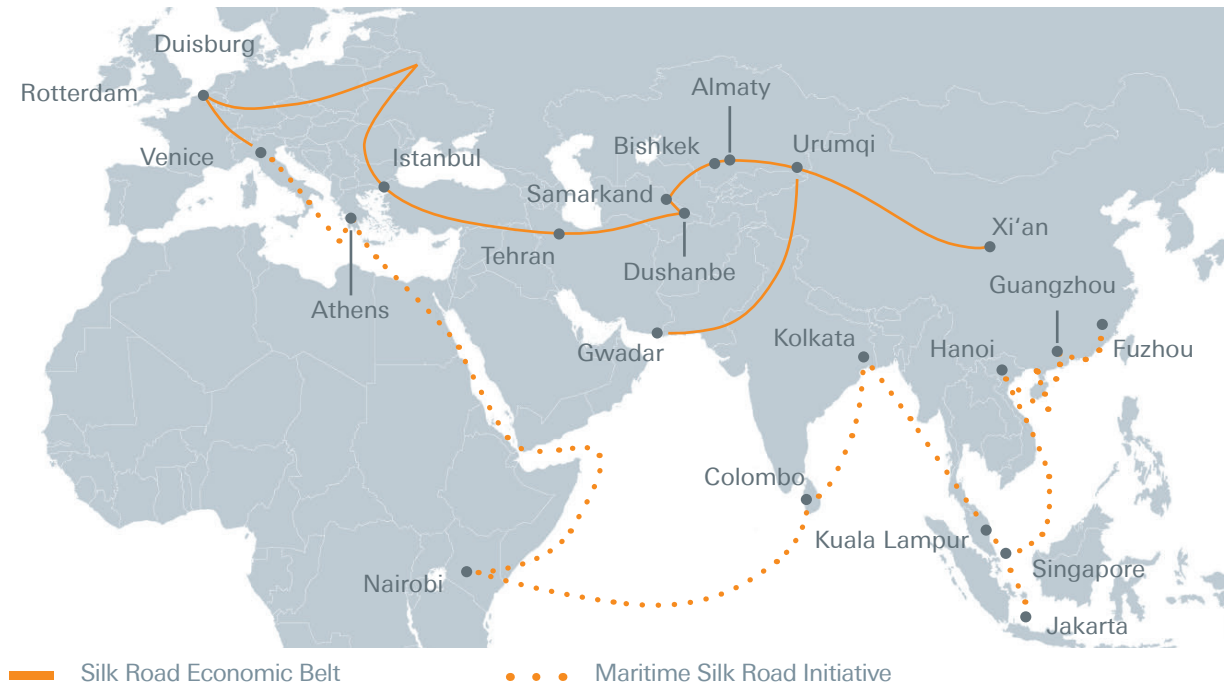 Duisburg
Rotterdam
Almaty
Bishkek
Urumqi
Venice
Istanbul
Samarkand
Xi‘an
Tehran
Dushanbe
Guangzhou
Athens
Gwadar
Kolkata
Hanoi
Fuzhou
Colombo
Kuala Lampur
Nairobi
Singapore
Jakarta
Silk Road Economic Belt
Maritime Silk Road Initiative